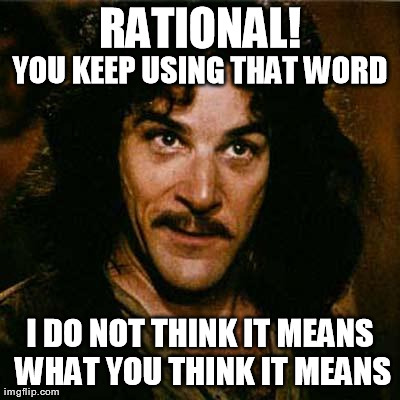 RATIONAL!
YOU KEEP USING THAT WORD
I DO NOT THINK IT MEANS
WHAT YOU THINK IT MEANS
imgflip.com